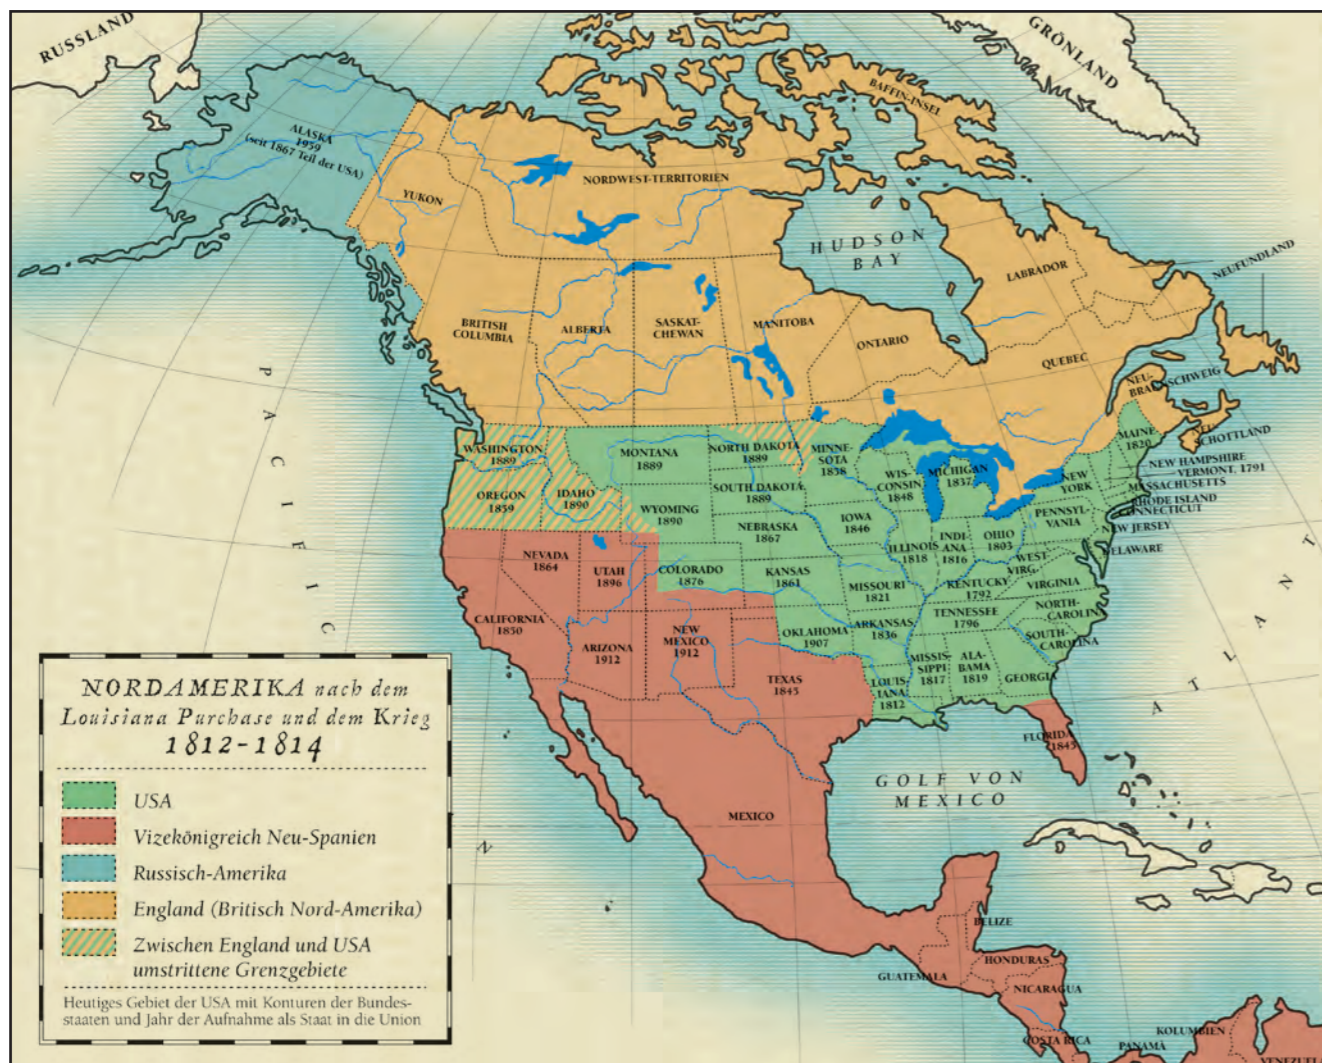 RUSSLAND
GRÖNLAND
BAFFIN-INSEL
ALASKA
1959
(seit 1867 Teil der USA)
YUKON
NORDWEST-TERRITORIEN
HUDSON
BAY
LABRADOR
NEUFUNDLAND
BRITISH
COLUMBIA
ALBERTA
SASKAT-
CHEWAN
MANITOBA
ONTARIO
QUEBEC
NEU-
BRAUNSCHWEIG
NEU-
SCHOTTLAND
PACIFIC
WASHINGTON
1889
MONTANA
1889
NORTH DAKOTA
1889
MINNE-
SOTA
1858
WIS-
CONSIN
1848
MICHIGAN
1837
MAINE
1820
NEW HAMPSHIRE
VERMONT, 1791
MASSACHUSETTS
RHODE ISLAND
CONNECTICUT
NEW
YORK
PENNSYL-
VANIA
NEW JERSEY
DELAWARE
OREGON
1859
IDAHO
1890
WYOMING
1890
SOUTH DAKOTA
1889
NEBRASKA
1867
IOWA
1846
ILLINOIS
1818
INDI-
ANA
1816
OHIO
1803
WEST-
VIRG.
VIRGINIA
NEVADA
1864
UTAH
1896
COLORADO
1876
KANSAS
1861
MISSOURI
1821
KENTUCKY
1792
TENNESSEE
1796
NORTH-
CAROLINA
SOUTH-
CAROLINA
CALIFORNIA
1850
ARIZONA
1912
NEW
MEXICO
1912
OKLAHOMA
1907
ARKANSAS
1836
MISSIS-
SIPPI
1817
ALA-
BAMA
1819
GEORGIA
TEXAS
1845
LOUIS-
IANA
1812
FLORIDA
1845
ATLANT
GOLF VON
MEXICO
MEXICO
N
BELIZE
HONDURAS
GUATEMALA
NICARAGUA
COSTA RICA
PANAMÁ
KOLUMBIEN
NORDAMERIKA nach dem
Louisiana Purchase und dem Krieg
1812-1814
USA
Vizekönigreich Neu-Spanien
Russisch-Amerika
England (Britisch Nord-Amerika)
Zwischen England und USA
umstrittene Grenzgebiete
Heutiges Gebiet der USA mit Konturen der Bundes-
staaten und Jahr der Aufnahme als Staat in die Union